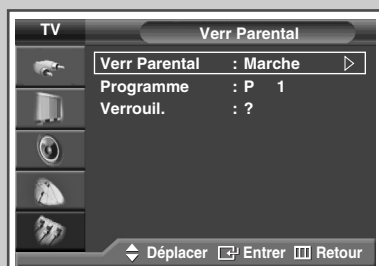 TV
Verr Parental
Verr Parental : Marche
Programme : P 1
Verrouil. : ?
Déplacer Entrer Retour